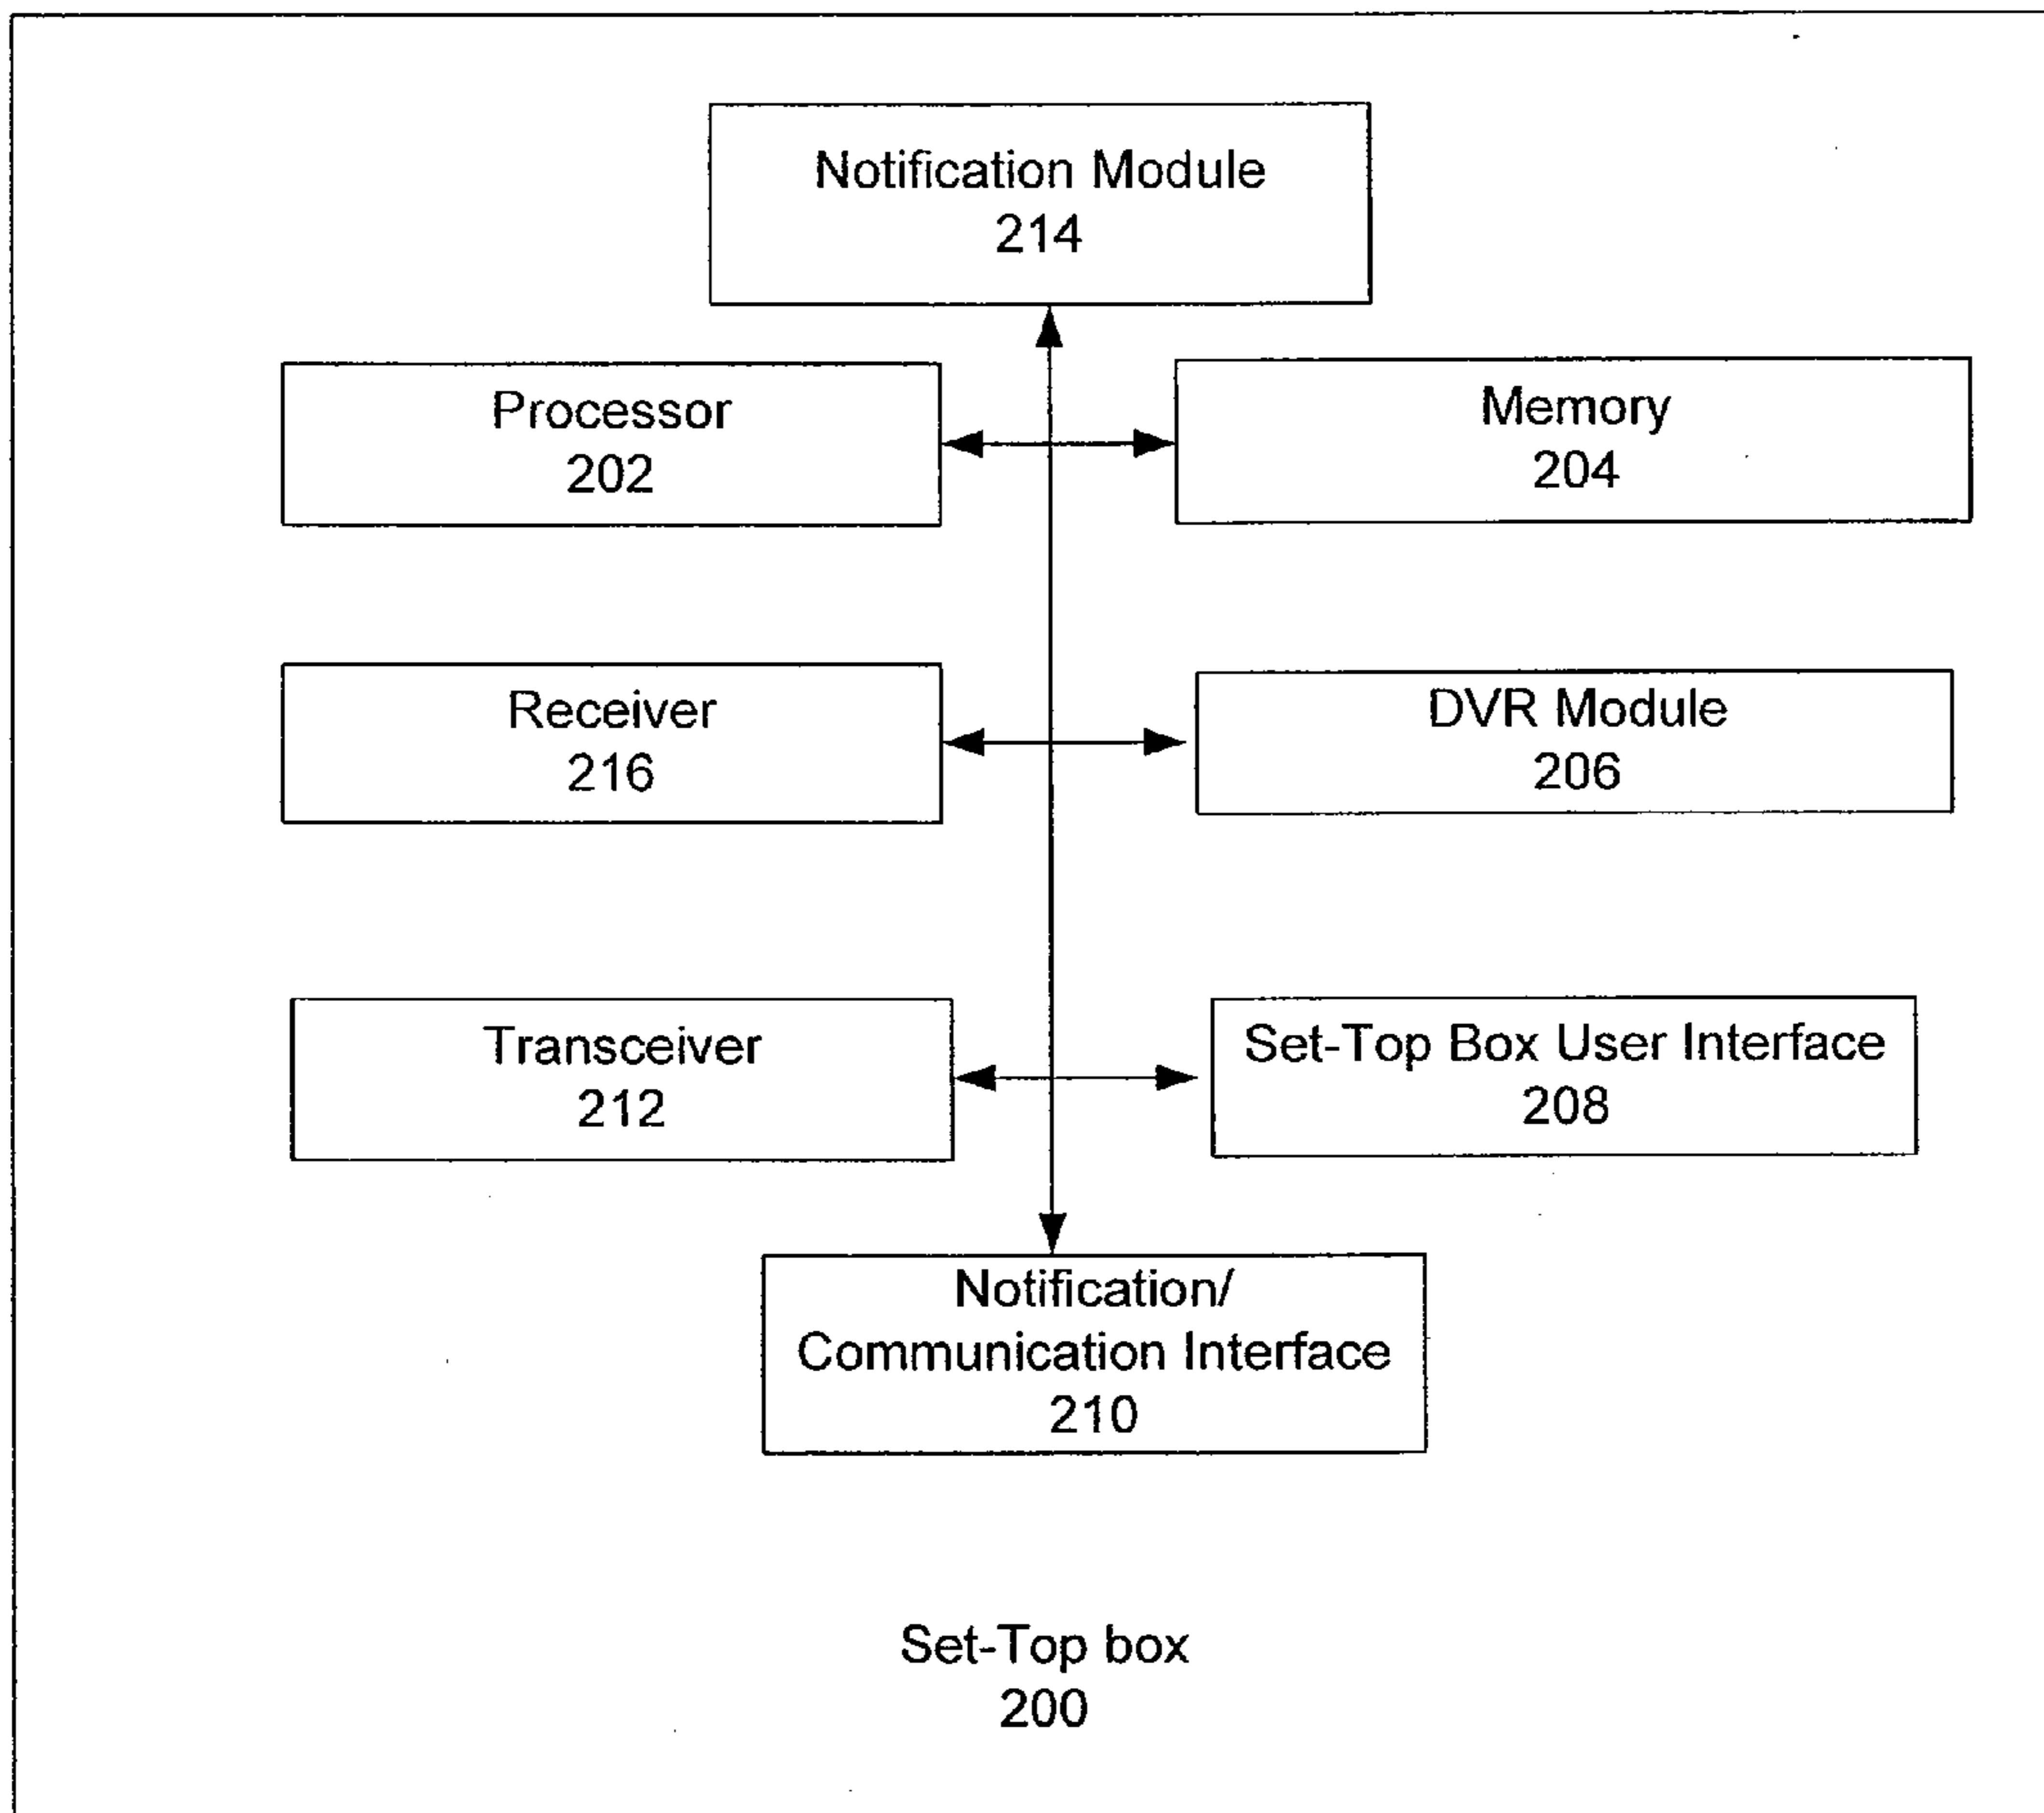 Notification Module
214
Processor
202
Memory
204
Receiver
216
DVR Module
206
Transceiver
212
Set-Top Box User Interface
208
Notification/
Communication Interface
210
Set-Top box
200